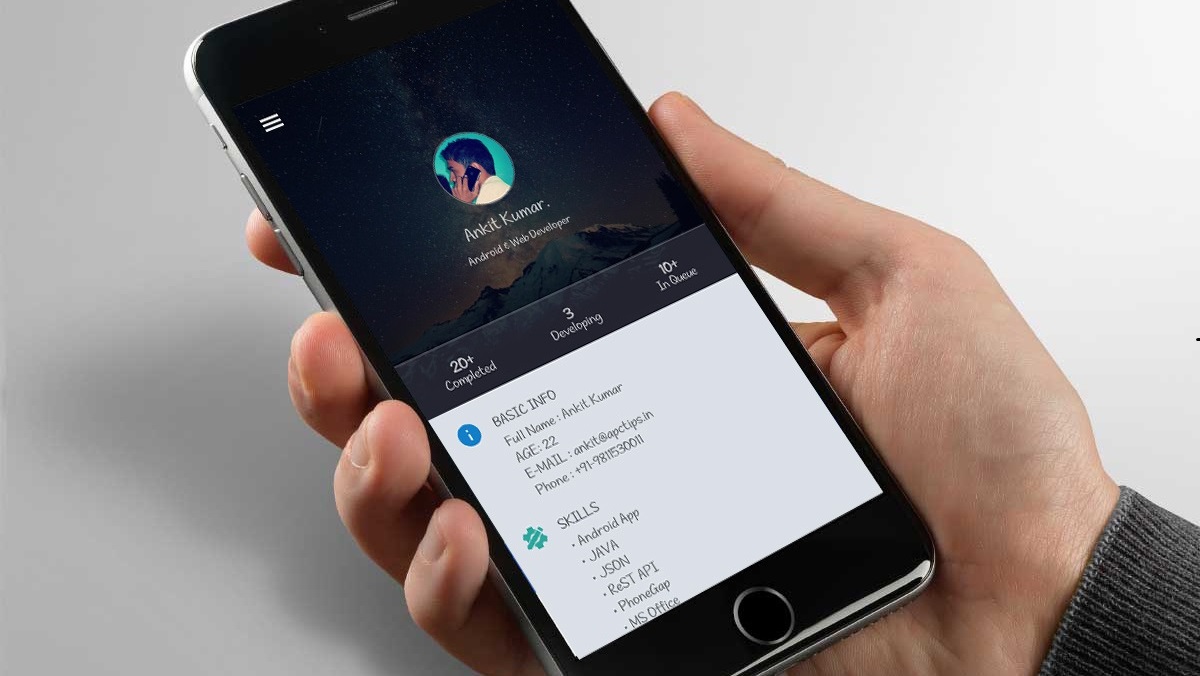 Ankit Kumar.
Android & Web Developer
20+
Completed
3
Developing
10+
In Queue
BASIC INFO
Full Name : Ankit Kumar
AGE: 22
E-MAIL : ankit@apctips.in
Phone : +91-9811530011
SKILLS
• Android App
• JAVA
• JSON
• ReST API
• PhoneGap
• MS Office